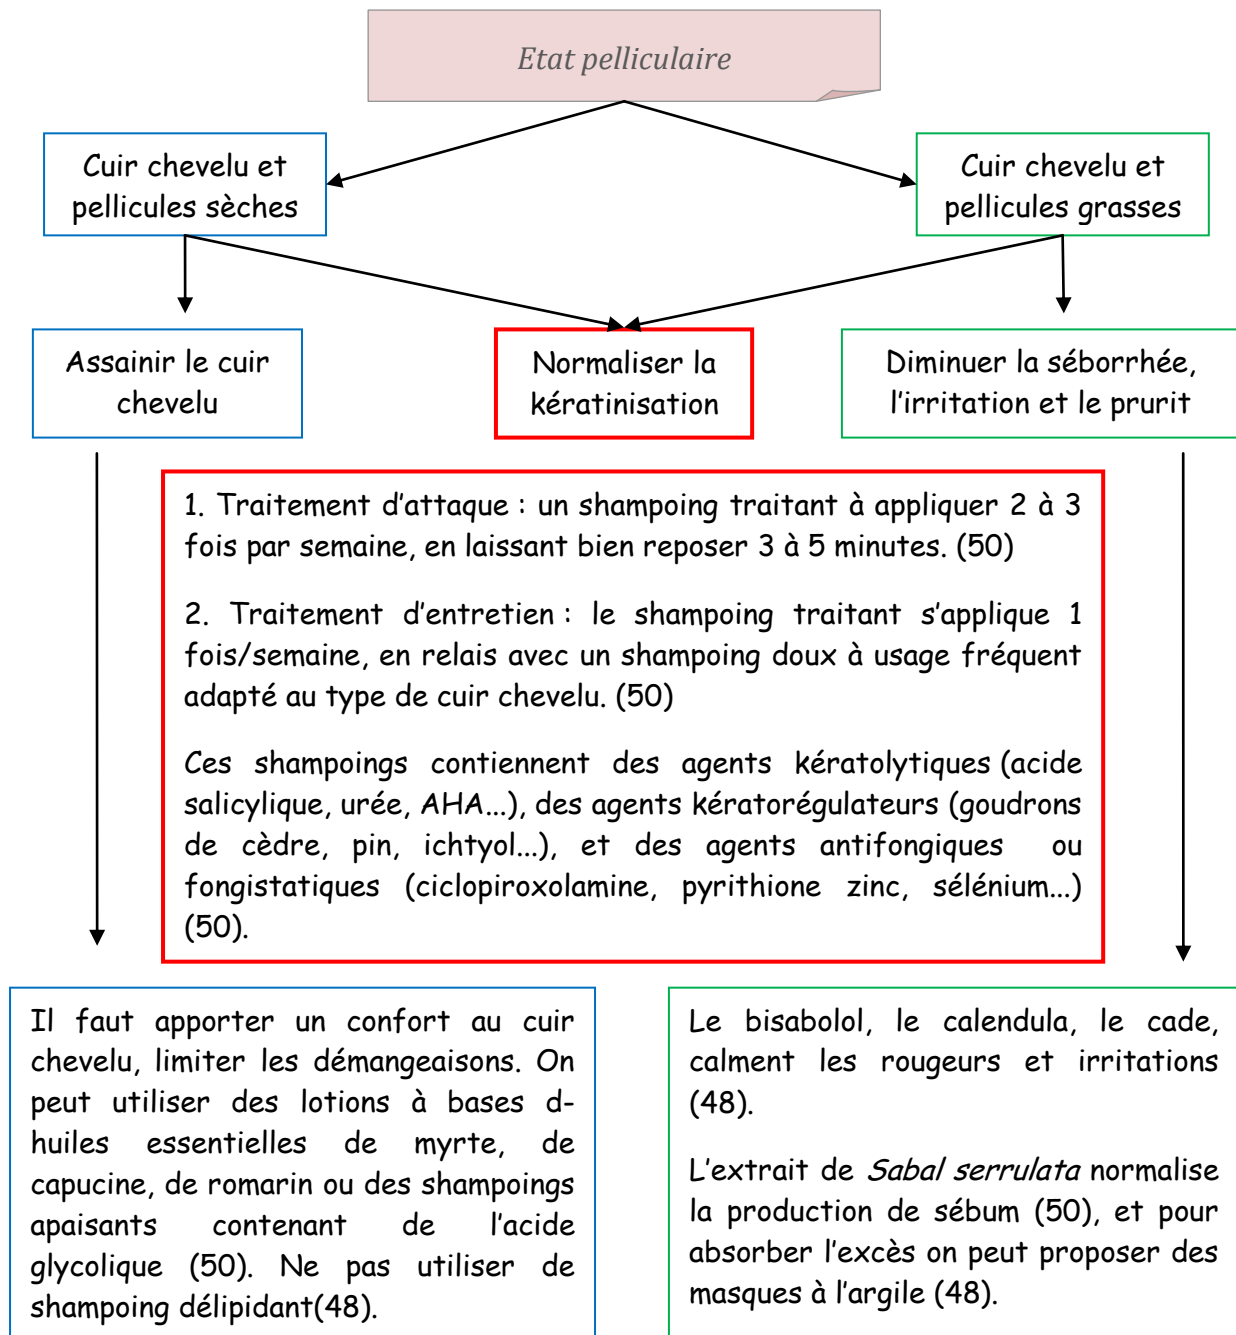 Etat pelliculaire
Cuir chevelu et
pellicules sèches
Cuir chevelu et
pellicules grasses
Assainir le cuir
chevelu
Normaliser la
kératinisation
Diminuer la séborrhée,
l'irritation et le prurit
1. Traitement d'attaque : un shampoing traitant à appliquer 2 à 3
fois par semaine, en laissant bien reposer 3 à 5 minutes. (50)
2. Traitement d'entretien : le shampoing traitant s'applique 1
fois/semaine, en relais avec un shampoing doux à usage fréquent
adapté au type de cuir chevelu. (50)
Ces shampoings contiennent des agents kératolytiques (acide
salicylique, urée, AHA...), des agents kératorégulateurs (goudrons
de cèdre, pin, ichtyol...), et des agents antifongiques ou
fongistatiques (ciclopiroxolamine, pyrithione zinc, sélénium...)
(50).
Il faut apporter un confort au cuir
chevelu, limiter les démangeaisons. On
peut utiliser des lotions à bases d-
huiles essentielles de myrte, de
capucine, de romarin ou des shampoings
apaisants contenant de l'acide
glycolique (50). Ne pas utiliser de
shampoing délipidant(48).
Le bisabolol, le calendula, le cade,
calment les rougeurs et irritations
(48).
L'extrait de Sabal serrulata normalise
la production de sébum (50), et pour
absorber l'excès on peut proposer des
masques à l'argile (48).